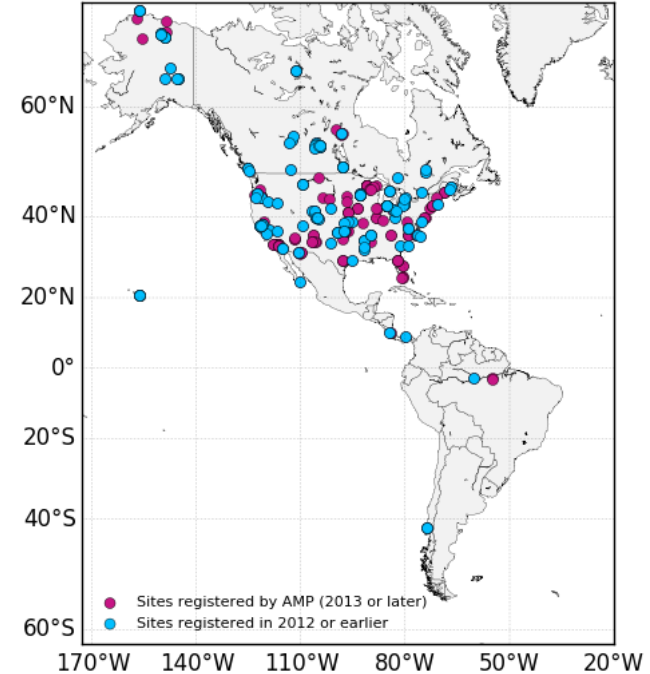 60°N
40°N
20°N
0°
20°S
40°S
60°S
Sites registered by AMP (2013 or later)
Sites registered in 2012 or earlier
170°W 140°W 110°W 80°W 50°W 20°W